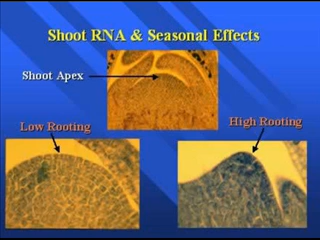 Shoot RNA & Seasonal Effects
Shoot Apex
Low Rooting
High Rooting